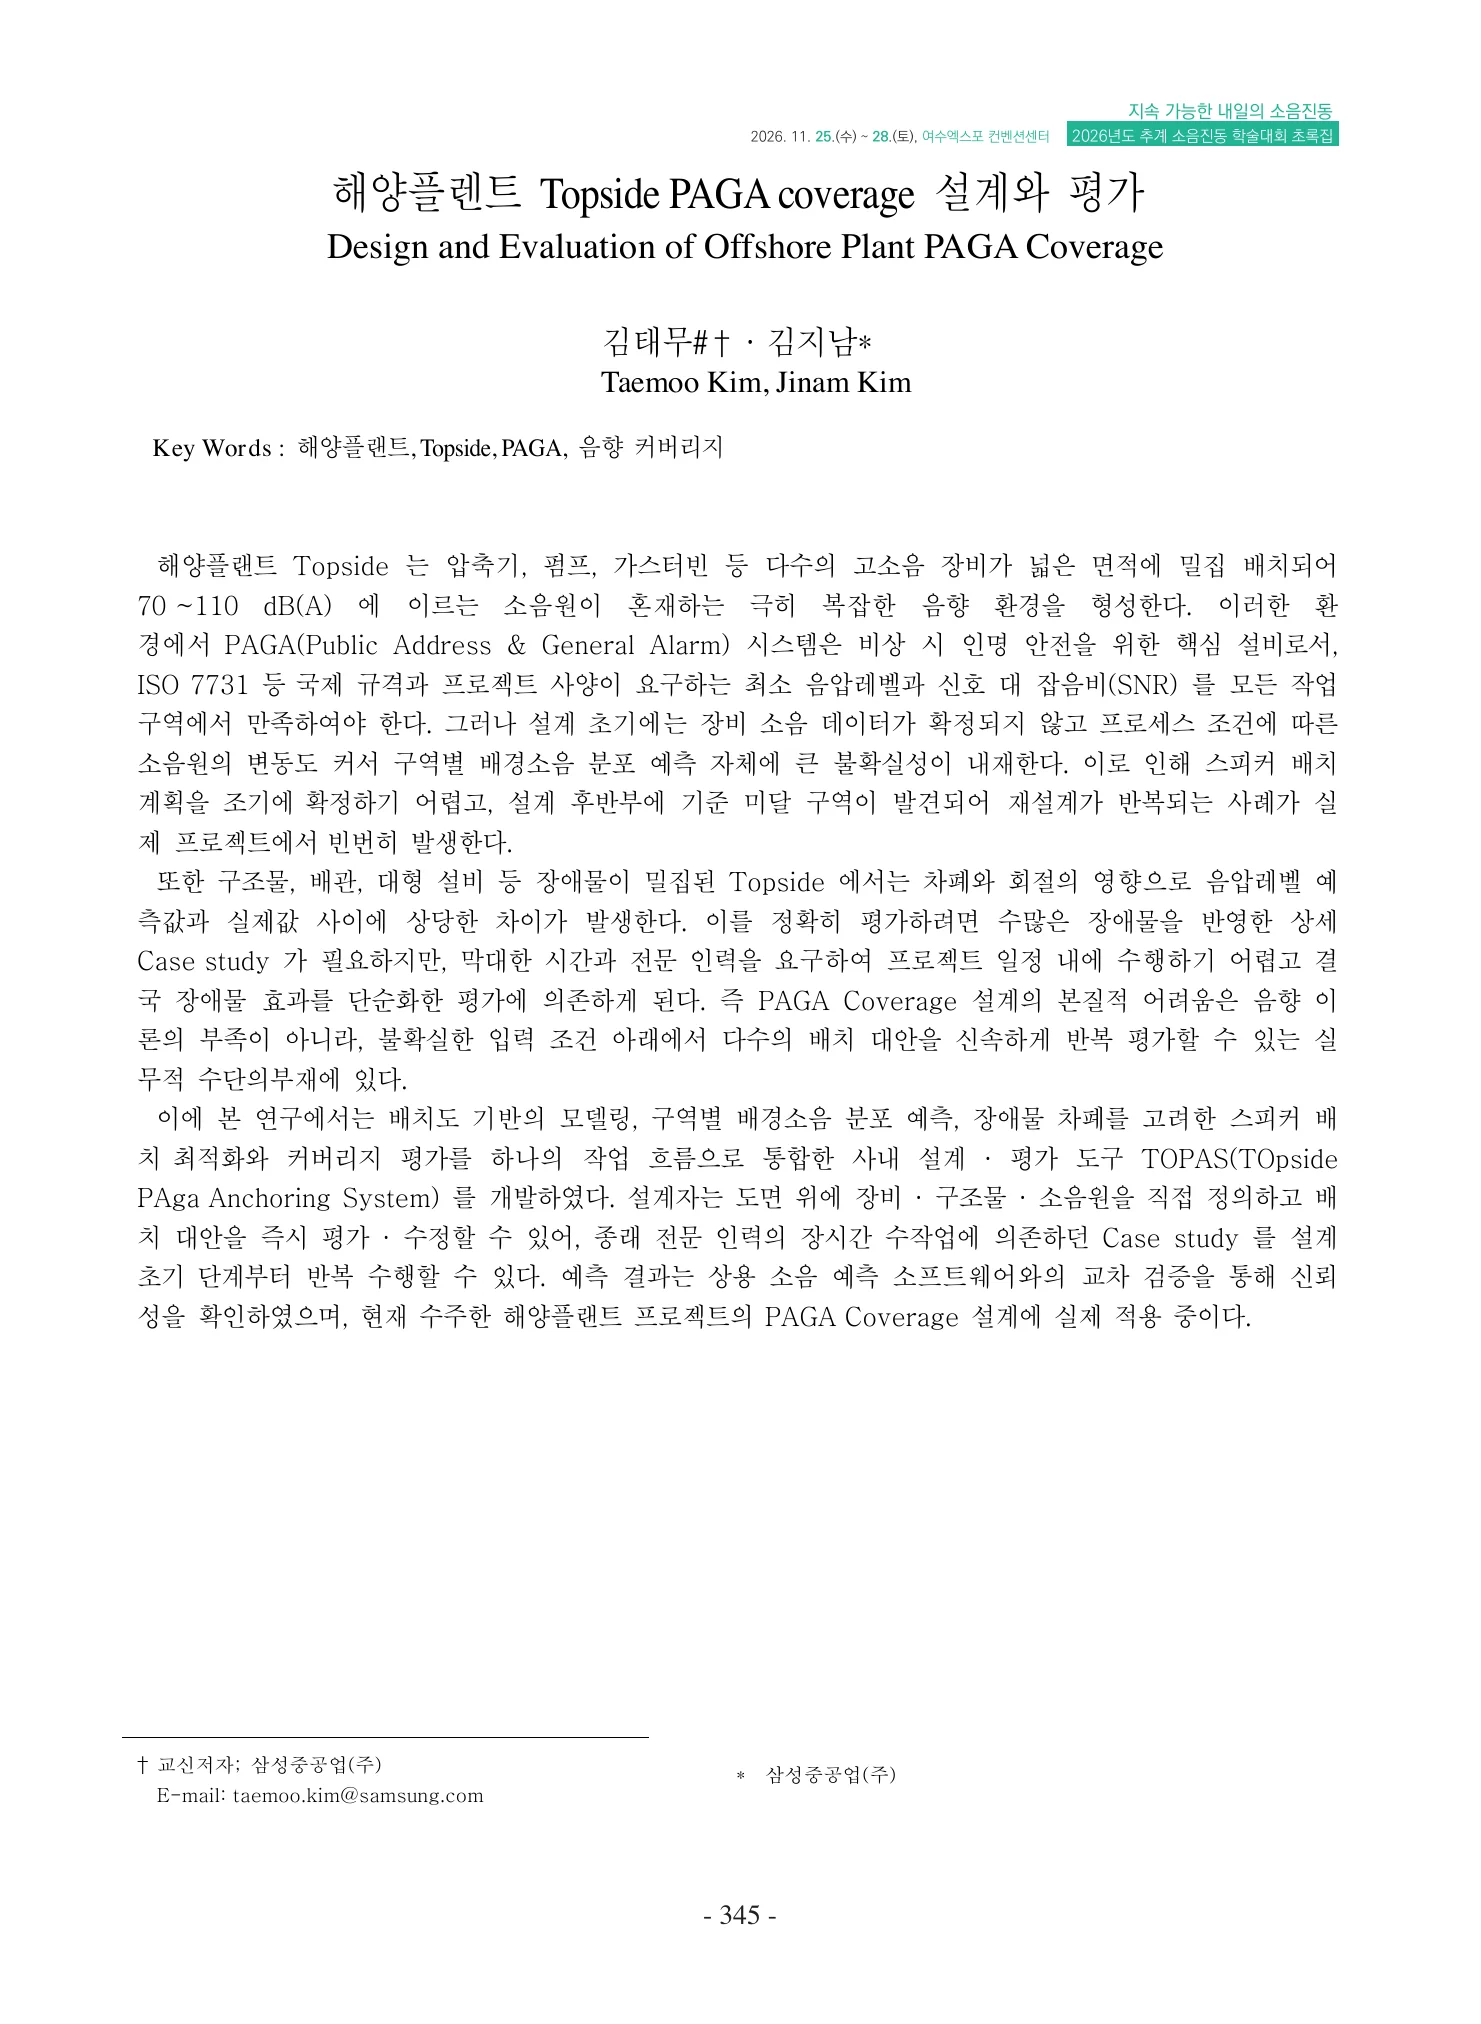 지속 가능한 내일의 소음진동
2026. 11. 25.(수) ~ 28.(토), 여수엑스포 컨벤션센터 2026년도 추계 소음진동 학술대회 초록집
해양플렌트 Topside PAGA coverage 설계와 평가
Design and Evaluation of Offshore Plant PAGA Coverage
김태무#† · 김지남*
Taemoo Kim, Jinam Kim
Key Words : 해양플랜트, Topside, PAGA, 음향 커버리지
해양플랜트 Topside 는 압축기, 펌프, 가스터빈 등 다수의 고소음 장비가 넓은 면적에 밀집 배치되어
70 ~110 dB(A) 에 이르는 소음원이 혼재하는 극히 복잡한 음향 환경을 형성한다. 이러한 환
경에서 PAGA(Public Address & General Alarm) 시스템은 비상 시 인명 안전을 위한 핵심 설비로서,
ISO 7731 등 국제 규격과 프로젝트 사양이 요구하는 최소 음압레벨과 신호 대 잡음비(SNR) 를 모든 작업
구역에서 만족하여야 한다. 그러나 설계 초기에는 장비 소음 데이터가 확정되지 않고 프로세스 조건에 따른
소음원의 변동도 커서 구역별 배경소음 분포 예측 자체에 큰 불확실성이 내재한다. 이로 인해 스피커 배치
계획을 조기에 확정하기 어렵고, 설계 후반부에 기준 미달 구역이 발견되어 재설계가 반복되는 사례가 실
제 프로젝트에서 빈번히 발생한다.
또한 구조물, 배관, 대형 설비 등 장애물이 밀집된 Topside 에서는 차폐와 회절의 영향으로 음압레벨 예
측값과 실제값 사이에 상당한 차이가 발생한다. 이를 정확히 평가하려면 수많은 장애물을 반영한 상세
Case study 가 필요하지만, 막대한 시간과 전문 인력을 요구하여 프로젝트 일정 내에 수행하기 어렵고 결
국 장애물 효과를 단순화한 평가에 의존하게 된다. 즉 PAGA Coverage 설계의 본질적 어려움은 음향 이
론의 부족이 아니라, 불확실한 입력 조건 아래에서 다수의 배치 대안을 신속하게 반복 평가할 수 있는 실
무적 수단의부재에 있다.
이에 본 연구에서는 배치도 기반의 모델링, 구역별 배경소음 분포 예측, 장애물 차폐를 고려한 스피커 배
치 최적화와 커버리지 평가를 하나의 작업 흐름으로 통합한 사내 설계 · 평가 도구 TOPAS(TOpside
PAga Anchoring System) 를 개발하였다. 설계자는 도면 위에 장비 · 구조물 · 소음원을 직접 정의하고 배
치 대안을 즉시 평가 · 수정할 수 있어, 종래 전문 인력의 장시간 수작업에 의존하던 Case study 를 설계
초기 단계부터 반복 수행할 수 있다. 예측 결과는 상용 소음 예측 소프트웨어와의 교차 검증을 통해 신뢰
성을 확인하였으며, 현재 수주한 해양플랜트 프로젝트의 PAGA Coverage 설계에 실제 적용 중이다.
† 교신저자; 삼성중공업(주)
E-mail: taemoo.kim@samsung.com
* 삼성중공업(주)
- 345 -